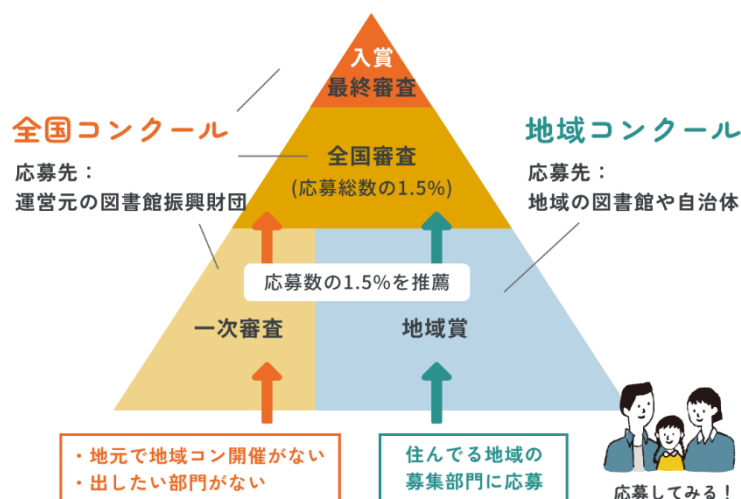 入賞
最終審査
全国コンクール
応募先：
運営元の図書館振興財団
地域コンクール
応募先：
地域の図書館や自治体
全国審査
(応募総数の1.5%)
応募数の1.5%を推薦
一次審査
地域賞
・地元で地域コン開催がない
・出したい部門がない
住んでる地域の
募集部門に応募
応募してみる！